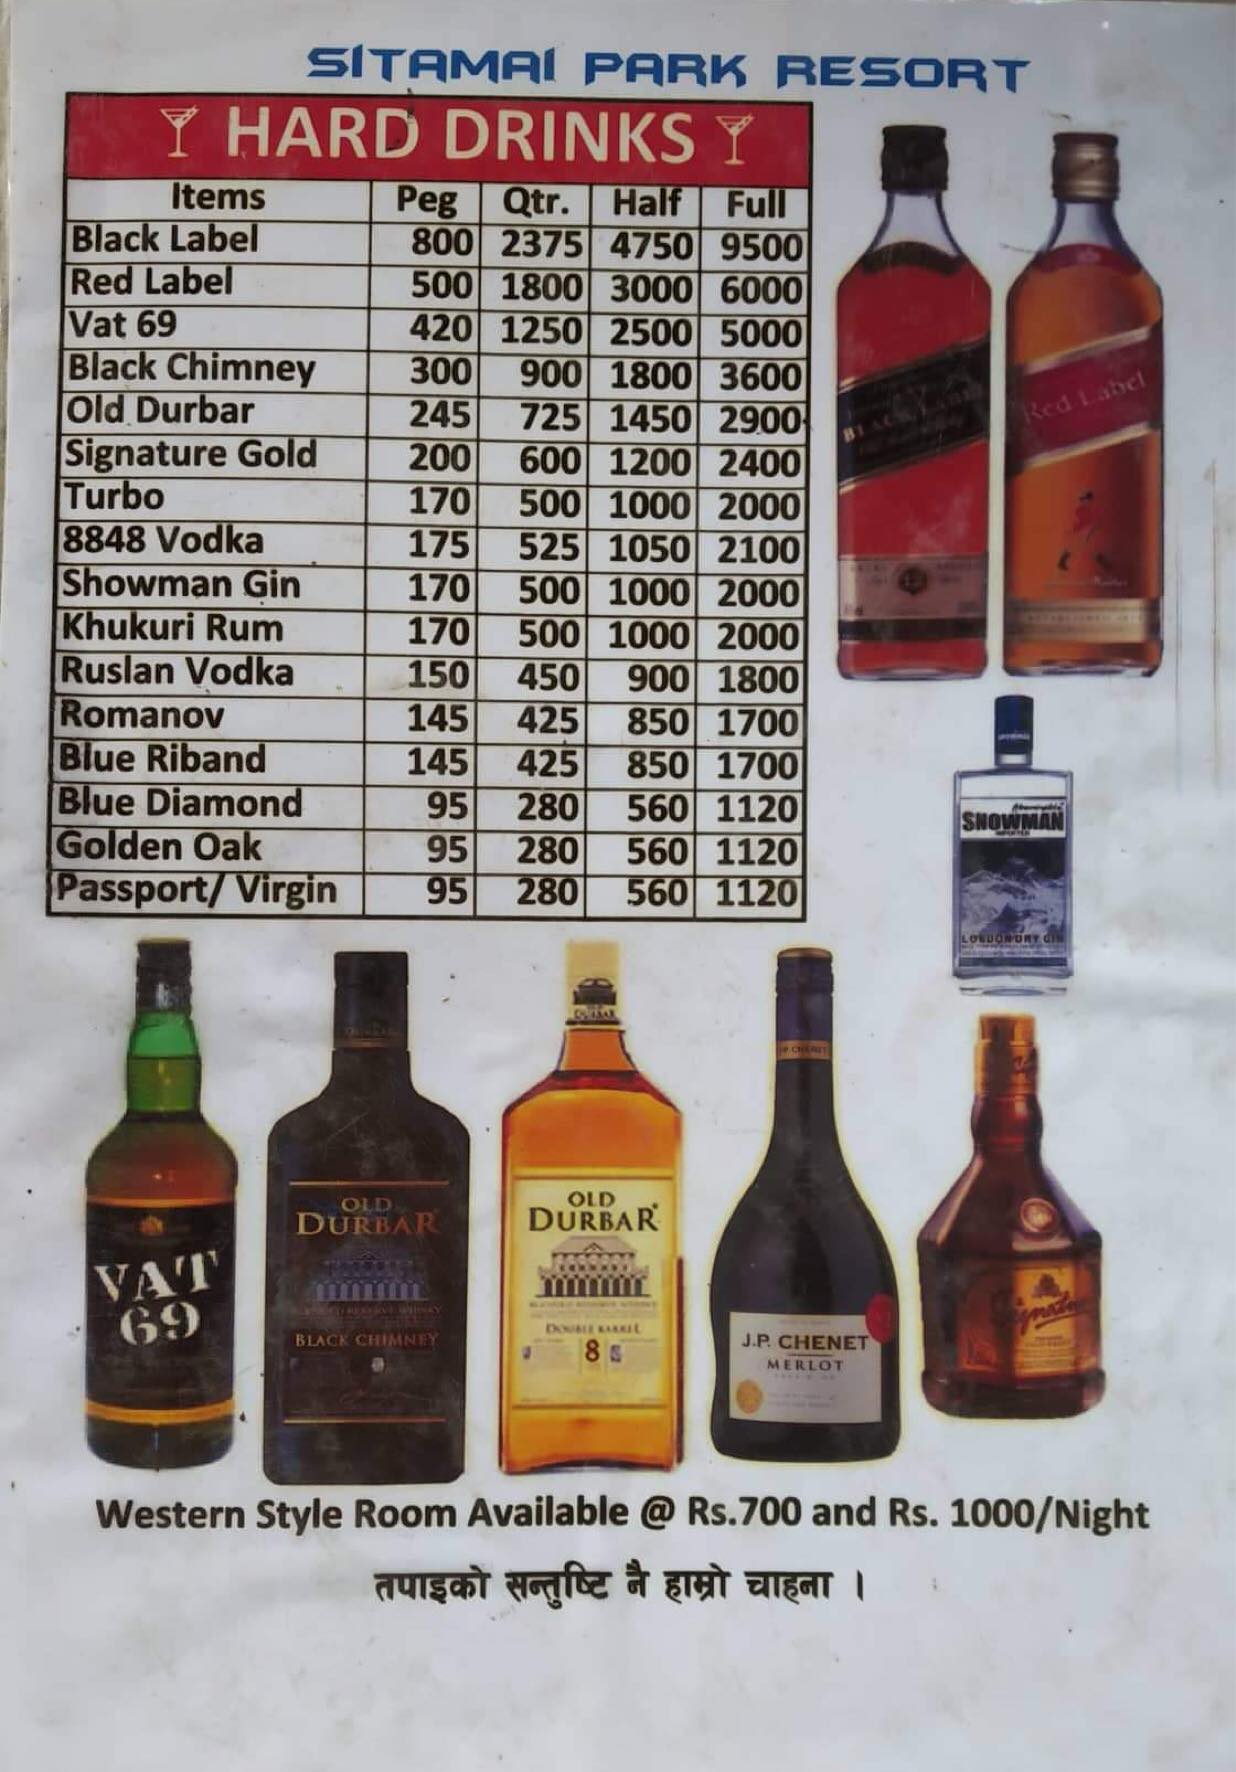 SITAMAI PARK RESORT
HARD DRINKS
Items Peg Qtr. Half Full
Black Label 800 2375 4750 9500
Red Label 500 1800 3000 6000
Vat 69 420 1250 2500 5000
Black Chimney 300 900 1800 3600
Old Durbar 245 725 1450 2900
Signature Gold 200 600 1200 2400
Turbo 170 500 1000 2000
8848 Vodka 175 525 1050 2100
Showman Gin 170 500 1000 2000
Khukuri Rum 170 500 1000 2000
Ruslan Vodka 150 450 900 1800
Romanov 145 425 850 1700
Blue Riband 145 425 850 1700
Blue Diamond 95 280 560 1120
Golden Oak 95 280 560 1120
Passport/ Virgin 95 280 560 1120
BLACK LABEL
Red Label
SNOWMAN
LONDON DRY GIN
VAT
69
OLD
DURBAR
BLACK CHIMNEY
OLD
DURBAR
OLD
DURBAR
DOUBLE BARREL
8
J.P. CHENET
J.P. CHENET
MERLOT
Signature
Western Style Room Available @ Rs.700 and Rs. 1000/Night
तपाइको सन्तुष्टि नै हाम्रो चाहना ।